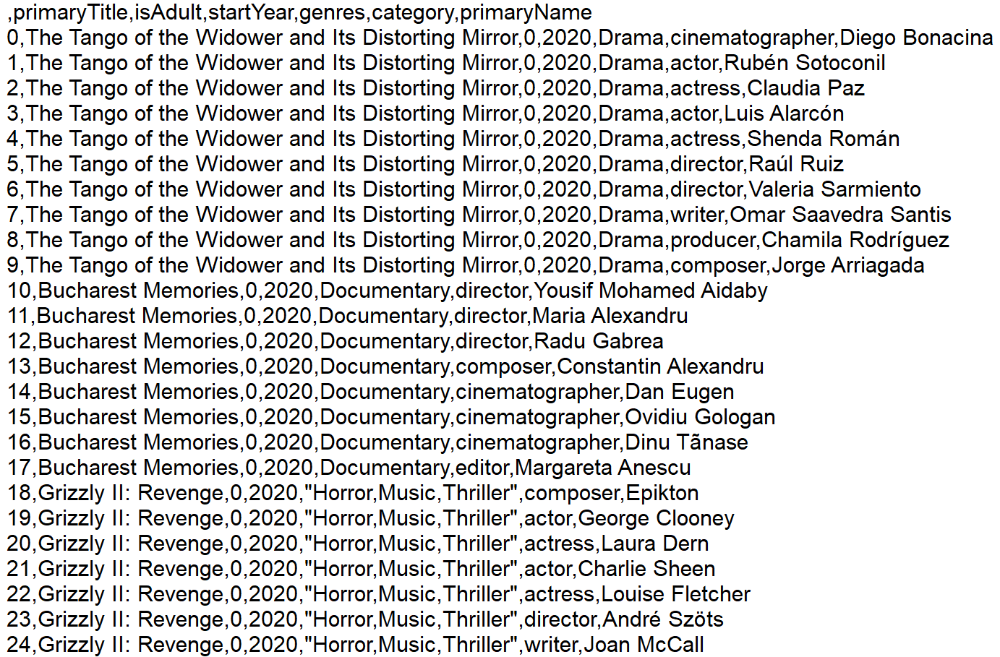 ,primaryTitle,isAdult,startYear,genres,category,primaryName
0,The Tango of the Widower and Its Distorting Mirror,0,2020,Drama,cinematographer,Diego Bonacina
1,The Tango of the Widower and Its Distorting Mirror,0,2020,Drama,actor,Rubén Sotoconil
2,The Tango of the Widower and Its Distorting Mirror,0,2020,Drama,actress,Claudia Paz
3,The Tango of the Widower and Its Distorting Mirror,0,2020,Drama,actor,Luis Alarcón
4,The Tango of the Widower and Its Distorting Mirror,0,2020,Drama,actress,Shenda Román
5,The Tango of the Widower and Its Distorting Mirror,0,2020,Drama,director,Raúl Ruiz
6,The Tango of the Widower and Its Distorting Mirror,0,2020,Drama,director,Valeria Sarmiento
7,The Tango of the Widower and Its Distorting Mirror,0,2020,Drama,writer,Omar Saavedra Santis
8,The Tango of the Widower and Its Distorting Mirror,0,2020,Drama,producer,Chamila Rodríguez
9,The Tango of the Widower and Its Distorting Mirror,0,2020,Drama,composer,Jorge Arriagada
10,Bucharest Memories,0,2020,Documentary,director,Yousif Mohamed Aidaby
11,Bucharest Memories,0,2020,Documentary,director,Maria Alexandru
12,Bucharest Memories,0,2020,Documentary,director,Radu Gabrea
13,Bucharest Memories,0,2020,Documentary,composer,Constantin Alexandru
14,Bucharest Memories,0,2020,Documentary,cinematographer,Dan Eugen
15,Bucharest Memories,0,2020,Documentary,cinematographer,Ovidiu Gologan
16,Bucharest Memories,0,2020,Documentary,cinematographer,Dinu Tãnase
17,Bucharest Memories,0,2020,Documentary,editor,Margareta Anescu
18,Grizzly II: Revenge,0,2020,"Horror,Music,Thriller",composer,Epikton
19,Grizzly II: Revenge,0,2020,"Horror,Music,Thriller",actor,George Clooney
20,Grizzly II: Revenge,0,2020,"Horror,Music,Thriller",actress,Laura Dern
21,Grizzly II: Revenge,0,2020,"Horror,Music,Thriller",actor,Charlie Sheen
22,Grizzly II: Revenge,0,2020,"Horror,Music,Thriller",actress,Louise Fletcher
23,Grizzly II: Revenge,0,2020,"Horror,Music,Thriller",director,André Szöts
24,Grizzly II: Revenge,0,2020,"Horror,Music,Thriller",writer,Joan McCall